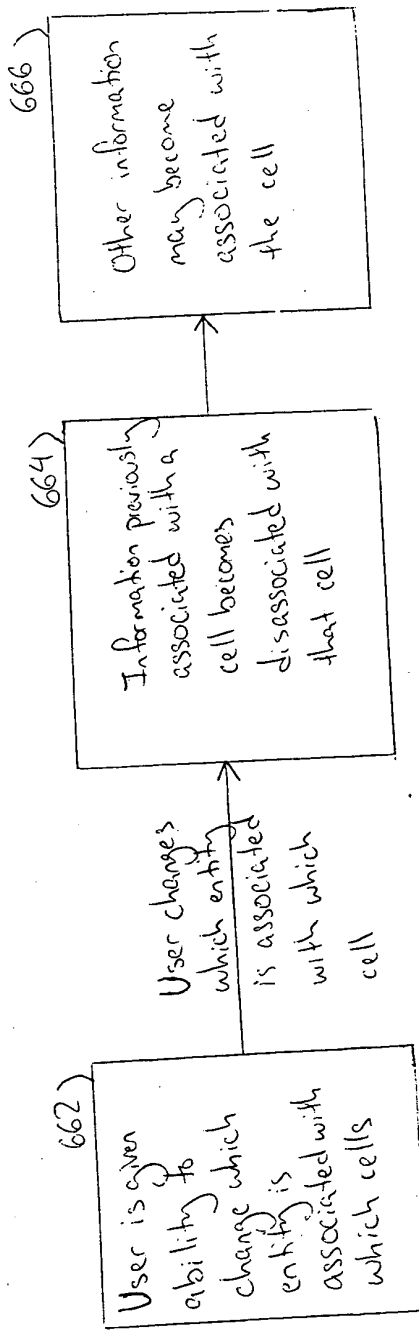 662
User is given
ability to
change which
entity is
associated with
which cells
User changes
which entity
is associated
with which
cell
664
Information previously
associated with a
cell becomes
disassociated with
that cell
666
Other information
may become
associated with
the cell